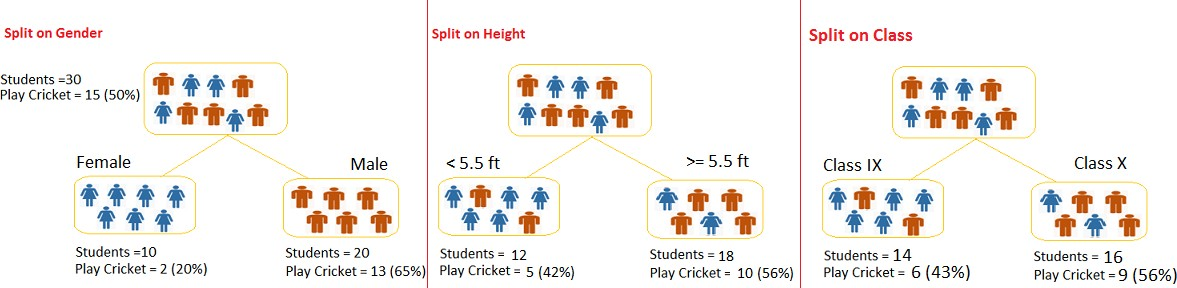 Split on Gender
Students =30
Play Cricket = 15 (50%)
Female
Male
Students =10
Play Cricket = 2 (20%)
Students = 20
Play Cricket = 13 (65%)
Split on Height
< 5.5 ft
>= 5.5 ft
Students = 12
Play Cricket = 5 (42%)
Students = 18
Play Cricket = 10 (56%)
Split on Class
Class IX
Class X
Students = 14
Play Cricket = 6 (43%)
Students = 16
Play Cricket = 9 (56%)